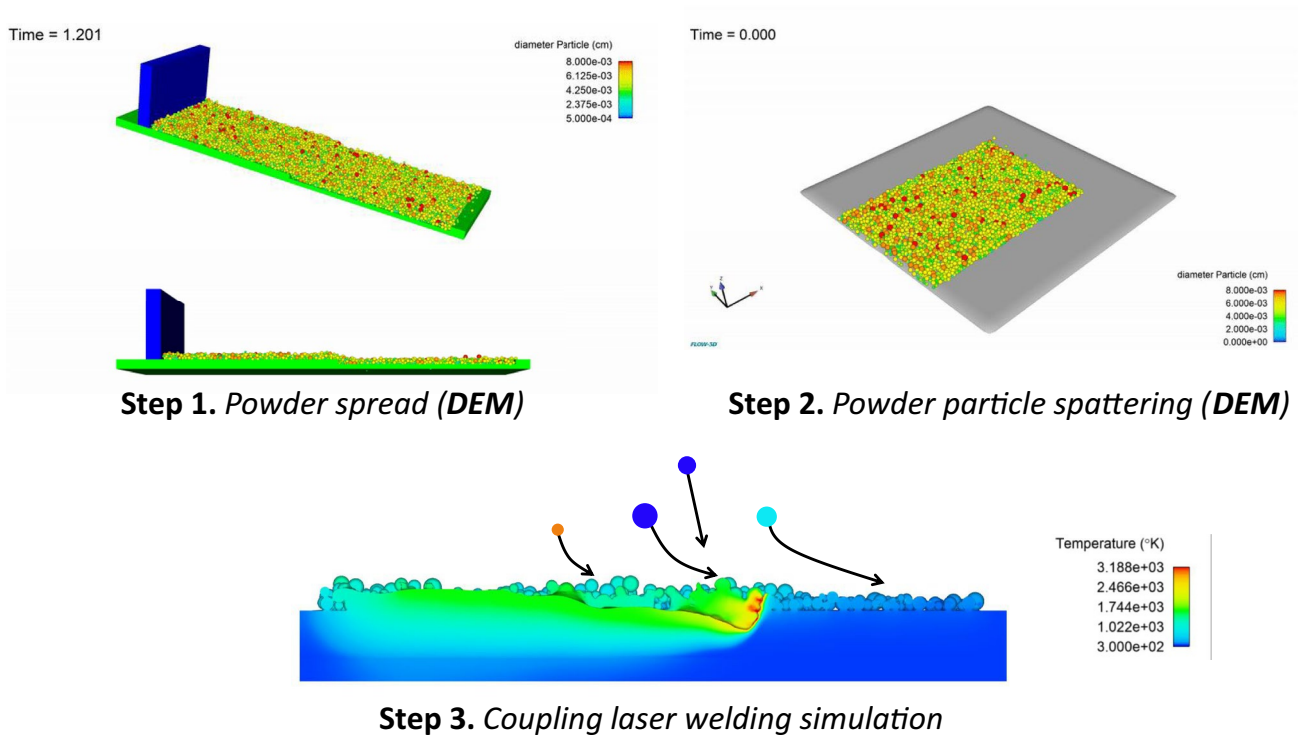 Time = 1.201
diameter Particle (cm)
8.000e-03
6.125e-03
4.250e-03
2.375e-03
5.000e-04
Step 1. Powder spread (DEM)
Time = 0.000
z
y
x
FLOW-3D
diameter Particle (cm)
8.000e-03
6.000e-03
4.000e-03
2.000e-03
0.000e+00
Step 2. Powder particle spattering (DEM)
Temperature (°K)
3.188e+03
2.466e+03
1.744e+03
1.022e+03
3.000e+02
Step 3. Coupling laser welding simulation